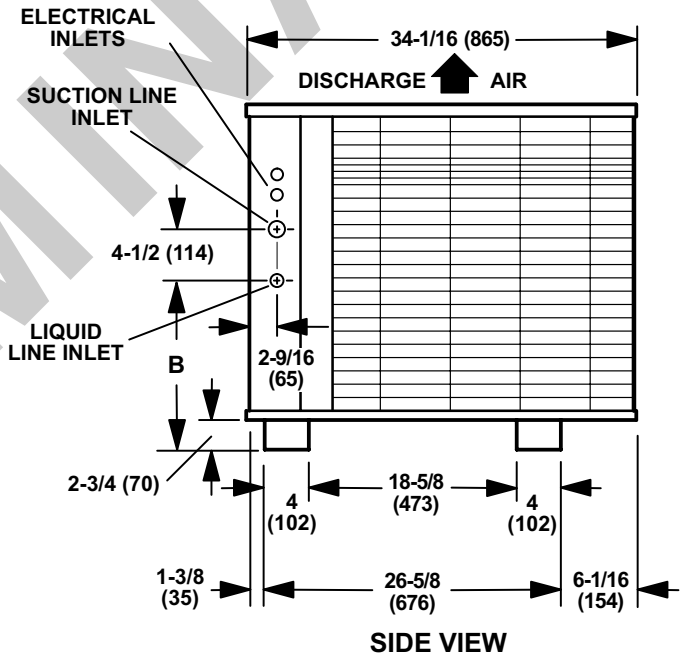 ELECTRICAL
INLETS
34-1/16 (865)
DISCHARGE AIR
SUCTION LINE
INLET
4-1/2 (114)
LIQUID
LINE INLET
B
2-9/16
(65)
2-3/4 (70)
4
(102)
18-5/8
(473)
4
(102)
1-3/8
(35)
26-5/8
(676)
6-1/16
(154)
SIDE VIEW